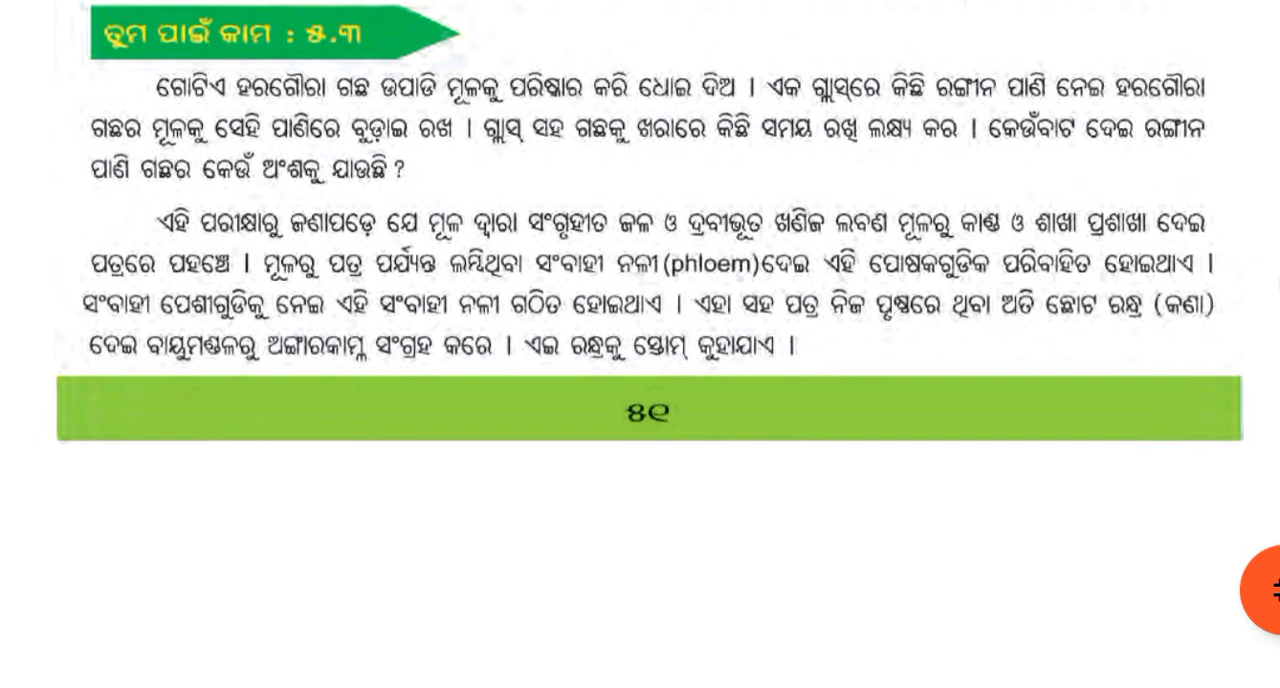 ତୁମ ପାଇଁ କାମ : ୫.୩
ଗୋଟିଏ ହରଗୌରା ଗଛ ଉପାଡି ମୂଳକୁ ପରିଷ୍କାର କରି ଧୋଇ ଦିଅ । ଏକ ଗ୍ଲାସ୍‌ରେ କିଛି ରଙ୍ଗୀନ ପାଣି ନେଇ ହରଗୌରା
ଗଛର ମୂଳକୁ ସେହି ପାଣିରେ ବୁଡ଼ାଇ ରଖ । ଗ୍ଲାସ୍ ସହ ଗଛକୁ ଖରାରେ କିଛି ସମୟ ରଖି ଲକ୍ଷ୍ୟ କର । କେଉଁବାଟ ଦେଇ ରଙ୍ଗୀନ
ପାଣି ଗଛର କେଉଁ ଅଂଶକୁ ଯାଉଛି ?
ଏହି ପରୀକ୍ଷାରୁ ଜଣାପଡ଼େ ଯେ ମୂଳ ଦ୍ୱାରା ସଂଗୃହୀତ ଜଳ ଓ ଦ୍ରବୀଭୂତ ଖଣିଜ ଲବଣ ମୂଳରୁ କାଣ୍ଡ ଓ ଶାଖା ପ୍ରଶାଖା ଦେଇ
ପତ୍ରରେ ପହଞ୍ଚେ । ମୂଳରୁ ପତ୍ର ପର୍ଯ୍ୟନ୍ତ ଲମ୍ବିଥିବା ସଂବାହୀ ନଳୀ (phloem)ଦେଇ ଏହି ପୋଷକଗୁଡିକ ପରିବାହିତ ହୋଇଥାଏ ।
ସଂବାହୀ ପେଶୀଗୁଡିକୁ ନେଇ ଏହି ସଂବାହୀ ନଳୀ ଗଠିତ ହୋଇଥାଏ । ଏହା ସହ ପତ୍ର ନିଜ ପୃଷ୍ଠରେ ଥିବା ଅତି ଛୋଟ ରନ୍ଧ୍ର (କଣା)
ଦେଇ ବାୟୁମଣ୍ଡଳରୁ ଅଙ୍ଗାରକାମ୍ଳ ସଂଗ୍ରହ କରେ । ଏଇ ରନ୍ଧ୍ରକୁ ସ୍ତୋମ୍ କୁହାଯାଏ ।
୫୧